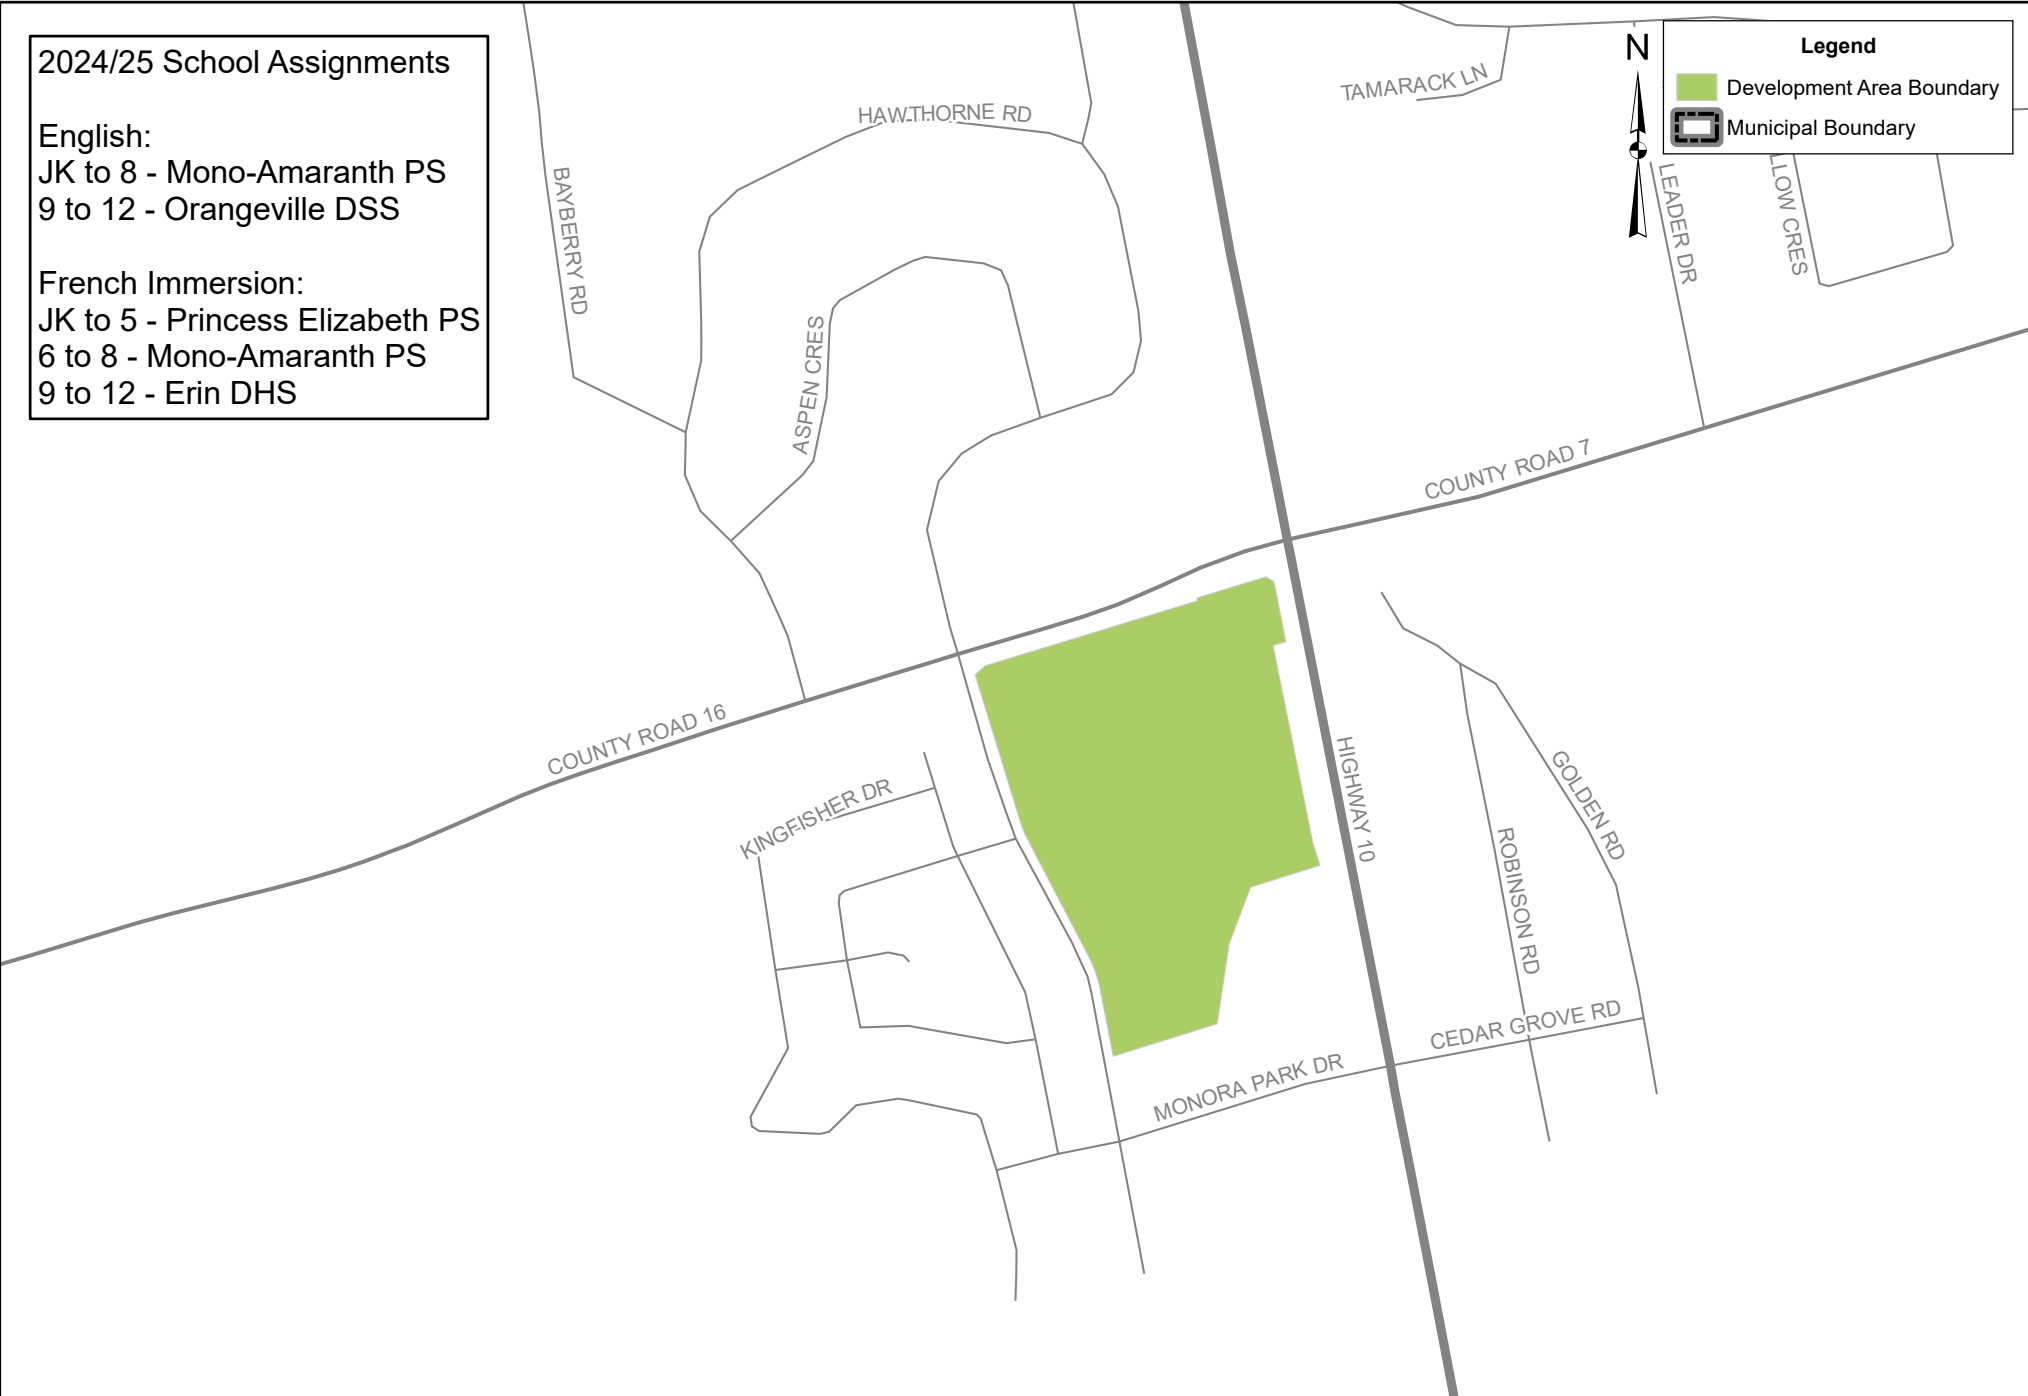 2024/25 School Assignments
English:
JK to 8 - Mono-Amaranth PS
9 to 12 - Orangeville DSS
French Immersion:
JK to 5 - Princess Elizabeth PS
6 to 8 - Mono-Amaranth PS
9 to 12 - Erin DHS
N
Legend
Development Area Boundary
Municipal Boundary
TAMARACK LN
HAWTHORNE RD
BAYBERRY RD
LEADER DR
LLOW CRES
ASPEN CRES
COUNTY ROAD 7
COUNTY ROAD 16
KINGFISHER DR
HIGHWAY 10
GOLDEN RD
ROBINSON RD
CEDAR GROVE RD
MONORA PARK DR